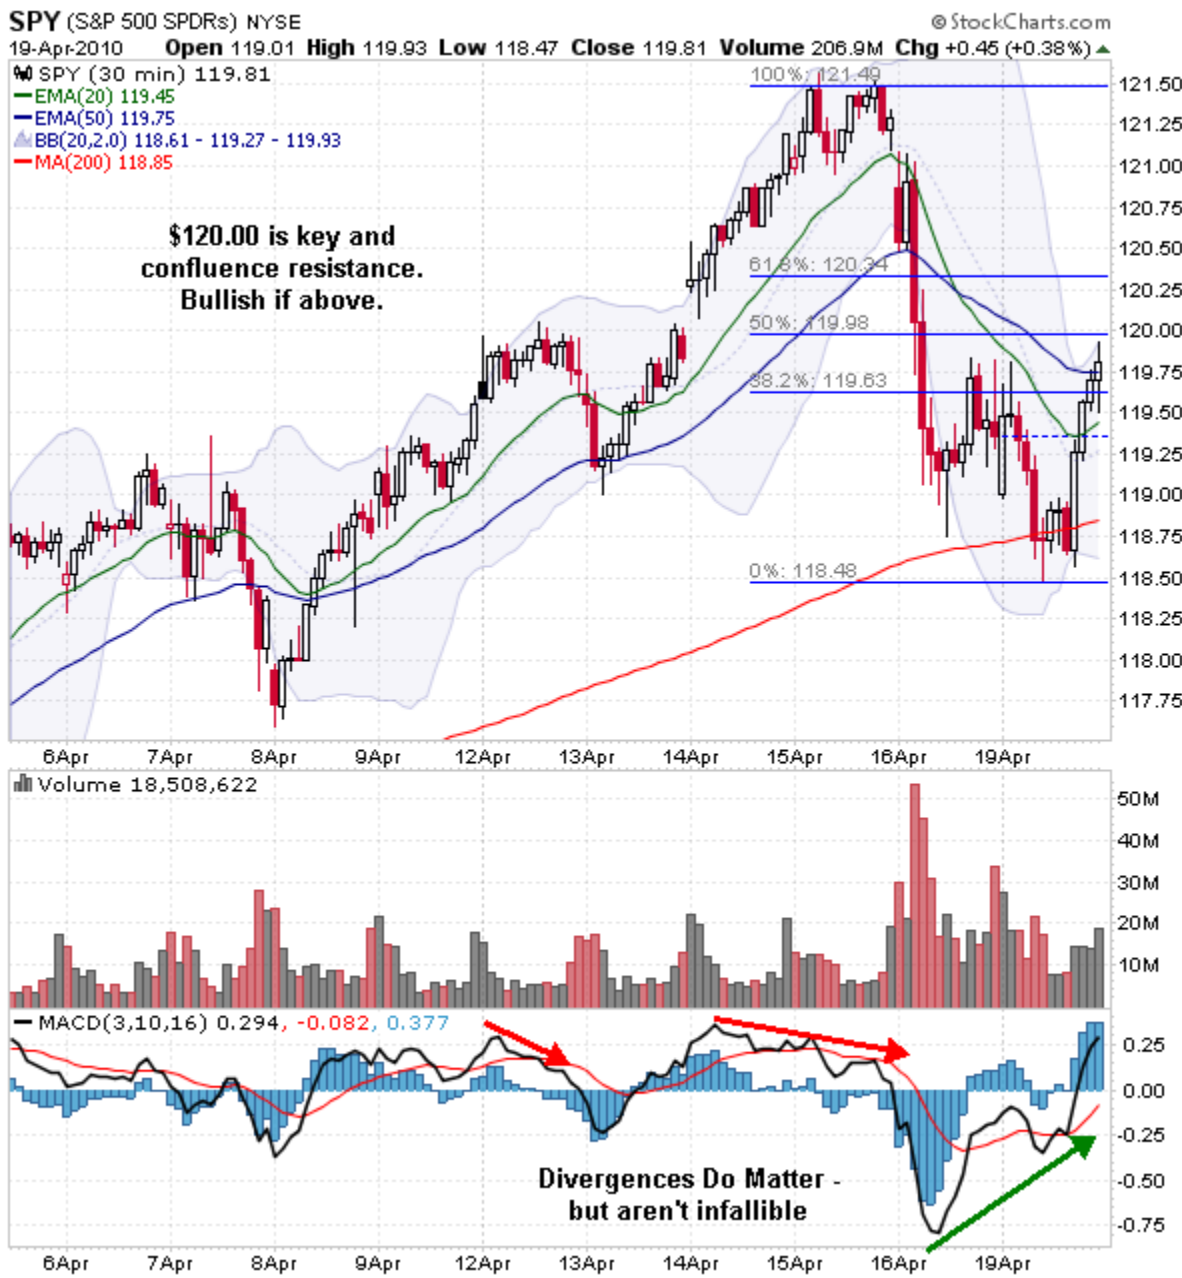 SPY (S&P 500 SPDRs) NYSE © StockCharts.com
19-Apr-2010 Open 119.01 High 119.93 Low 118.47 Close 119.81 Volume 206.9M Chg +0.45 (+0.38%)
SPY (30 min) 119.81
EMA(20) 119.45
EMA(50) 119.75
BB(20,2.0) 118.61 - 119.27 - 119.93
MA(200) 118.85
$120.00 is key and
confluence resistance.
Bullish if above.
100%: 121.49
61.8%: 120.34
50%: 119.98
38.2%: 119.63
0%: 118.48
121.50
121.25
121.00
120.75
120.50
120.25
120.00
119.75
119.50
119.25
119.00
118.75
118.50
118.25
118.00
117.75
6Apr 7Apr 8Apr 9Apr 12Apr 13Apr 14Apr 15Apr 16Apr 19Apr
Volume 18,508,622
50M
40M
30M
20M
10M
MACD(3,10,16) 0.294, -0.082, 0.377
0.25
0.00
-0.25
-0.50
-0.75
Divergences Do Matter -
but aren't infallible
6Apr 7Apr 8Apr 9Apr 12Apr 13Apr 14Apr 15Apr 16Apr 19Apr